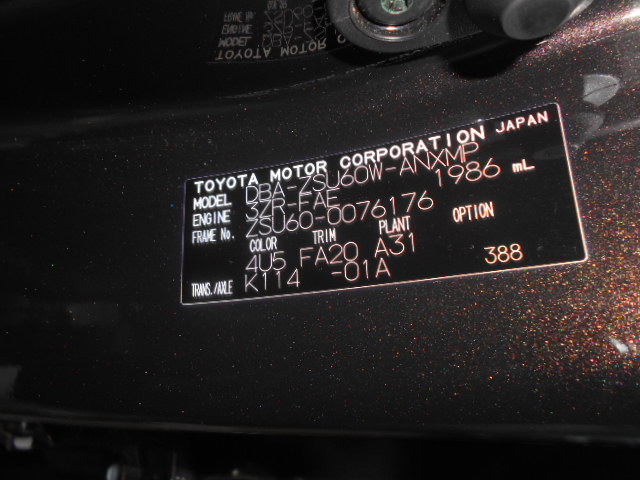 TOYOTA MOTOR CORPORATION JAPAN
MODEL DBA-ZSU60W-ANXMP
ENGINE 3ZR-FAE 1986 mL
FRAME No. ZSU60-0076176
COLOR TRIM PLANT OPTION
4U5 FA20 A31
TRANS./AXLE K114 -01A 388